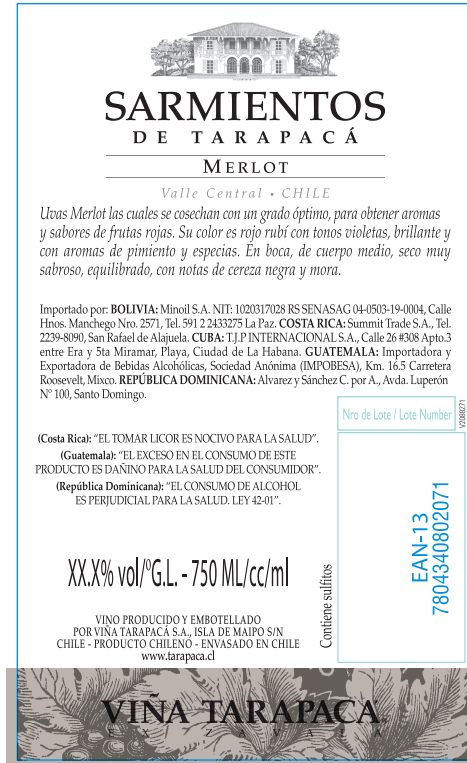 SARMIENTOS
DE TARAPACÁ
MERLOT
Valle Central • CHILE
Uvas Merlot las cuales se cosechan con un grado óptimo, para obtener aromas
y sabores de frutas rojas. Su color es rojo rubí con tonos violetas, brillante y
con aromas de pimiento y especias. En boca, de cuerpo medio, seco muy
sabroso, equilibrado, con notas de cereza negra y mora.
Importado por: BOLIVIA: Minoil S.A. NIT: 1020317028 RS SENASAG 04-0503-19-0004, Calle
Hnos. Manchego Nro. 2571, Tel. 591 2 2433275 La Paz. COSTA RICA: Summit Trade S.A., Tel.
2239-8090, San Rafael de Alajuela. CUBA: T.J.P INTERNACIONAL S.A., Calle 26 #308 Apto.3
entre Era y 5ta Miramar, Playa, Ciudad de La Habana. GUATEMALA: Importadora y
Exportadora de Bebidas Alcohólicas, Sociedad Anónima (IMPOBESA), Km. 16.5 Carretera
Roosevelt, Mixco. REPÚBLICA DOMINICANA: Alvarez y Sánchez C. por A., Avda. Luperón
Nº 100, Santo Domingo.
Nro de Lote / Lote Number
V2088271
(Costa Rica): “EL TOMAR LICOR ES NOCIVO PARA LA SALUD”.
(Guatemala): “EL EXCESO EN EL CONSUMO DE ESTE
PRODUCTO ES DAÑINO PARA LA SALUD DEL CONSUMIDOR”.
(República Dominicana): “EL CONSUMO DE ALCOHOL
ES PERJUDICIAL PARA LA SALUD. LEY 42-01”.
EAN-13
7804340802071
XX.X% vol/ºG.L. - 750 ML/cc/ml
Contiene sulfitos
VINO PRODUCIDO Y EMBOTELLADO
POR VIÑA TARAPACÁ S.A., ISLA DE MAIPO S/N
CHILE - PRODUCTO CHILENO - ENVASADO EN CHILE
www.tarapaca.cl
VIÑA TARAPACA
EX ZAVALA